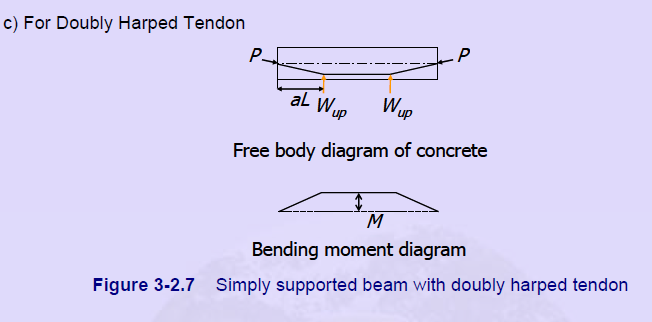 c) For Doubly Harped Tendon
P P
aL Wup Wup
Free body diagram of concrete
M
Bending moment diagram
Figure 3-2.7 Simply supported beam with doubly harped tendon